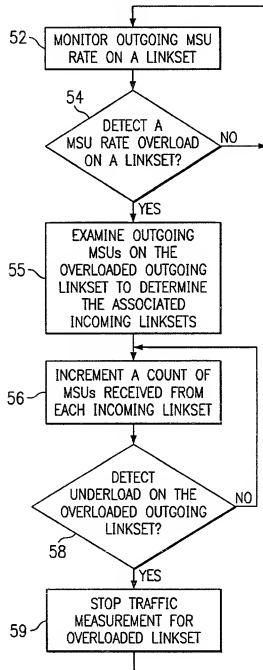 52
MONITOR OUTGOING MSU
RATE ON A LINKSET
54
DETECT A
MSU RATE OVERLOAD
ON A LINKSET?
NO
YES
55
EXAMINE OUTGOING
MSUs ON THE
OVERLOADED OUTGOING
LINKSET TO DETERMINE
THE ASSOCIATED
INCOMING LINKSETS
56
INCREMENT A COUNT OF
MSUs RECEIVED FROM
EACH INCOMING LINKSET
DETECT
UNDERLOAD ON THE
OVERLOADED OUTGOING
LINKSET?
NO
58
YES
59
STOP TRAFFIC
MEASUREMENT FOR
OVERLOADED LINKSET